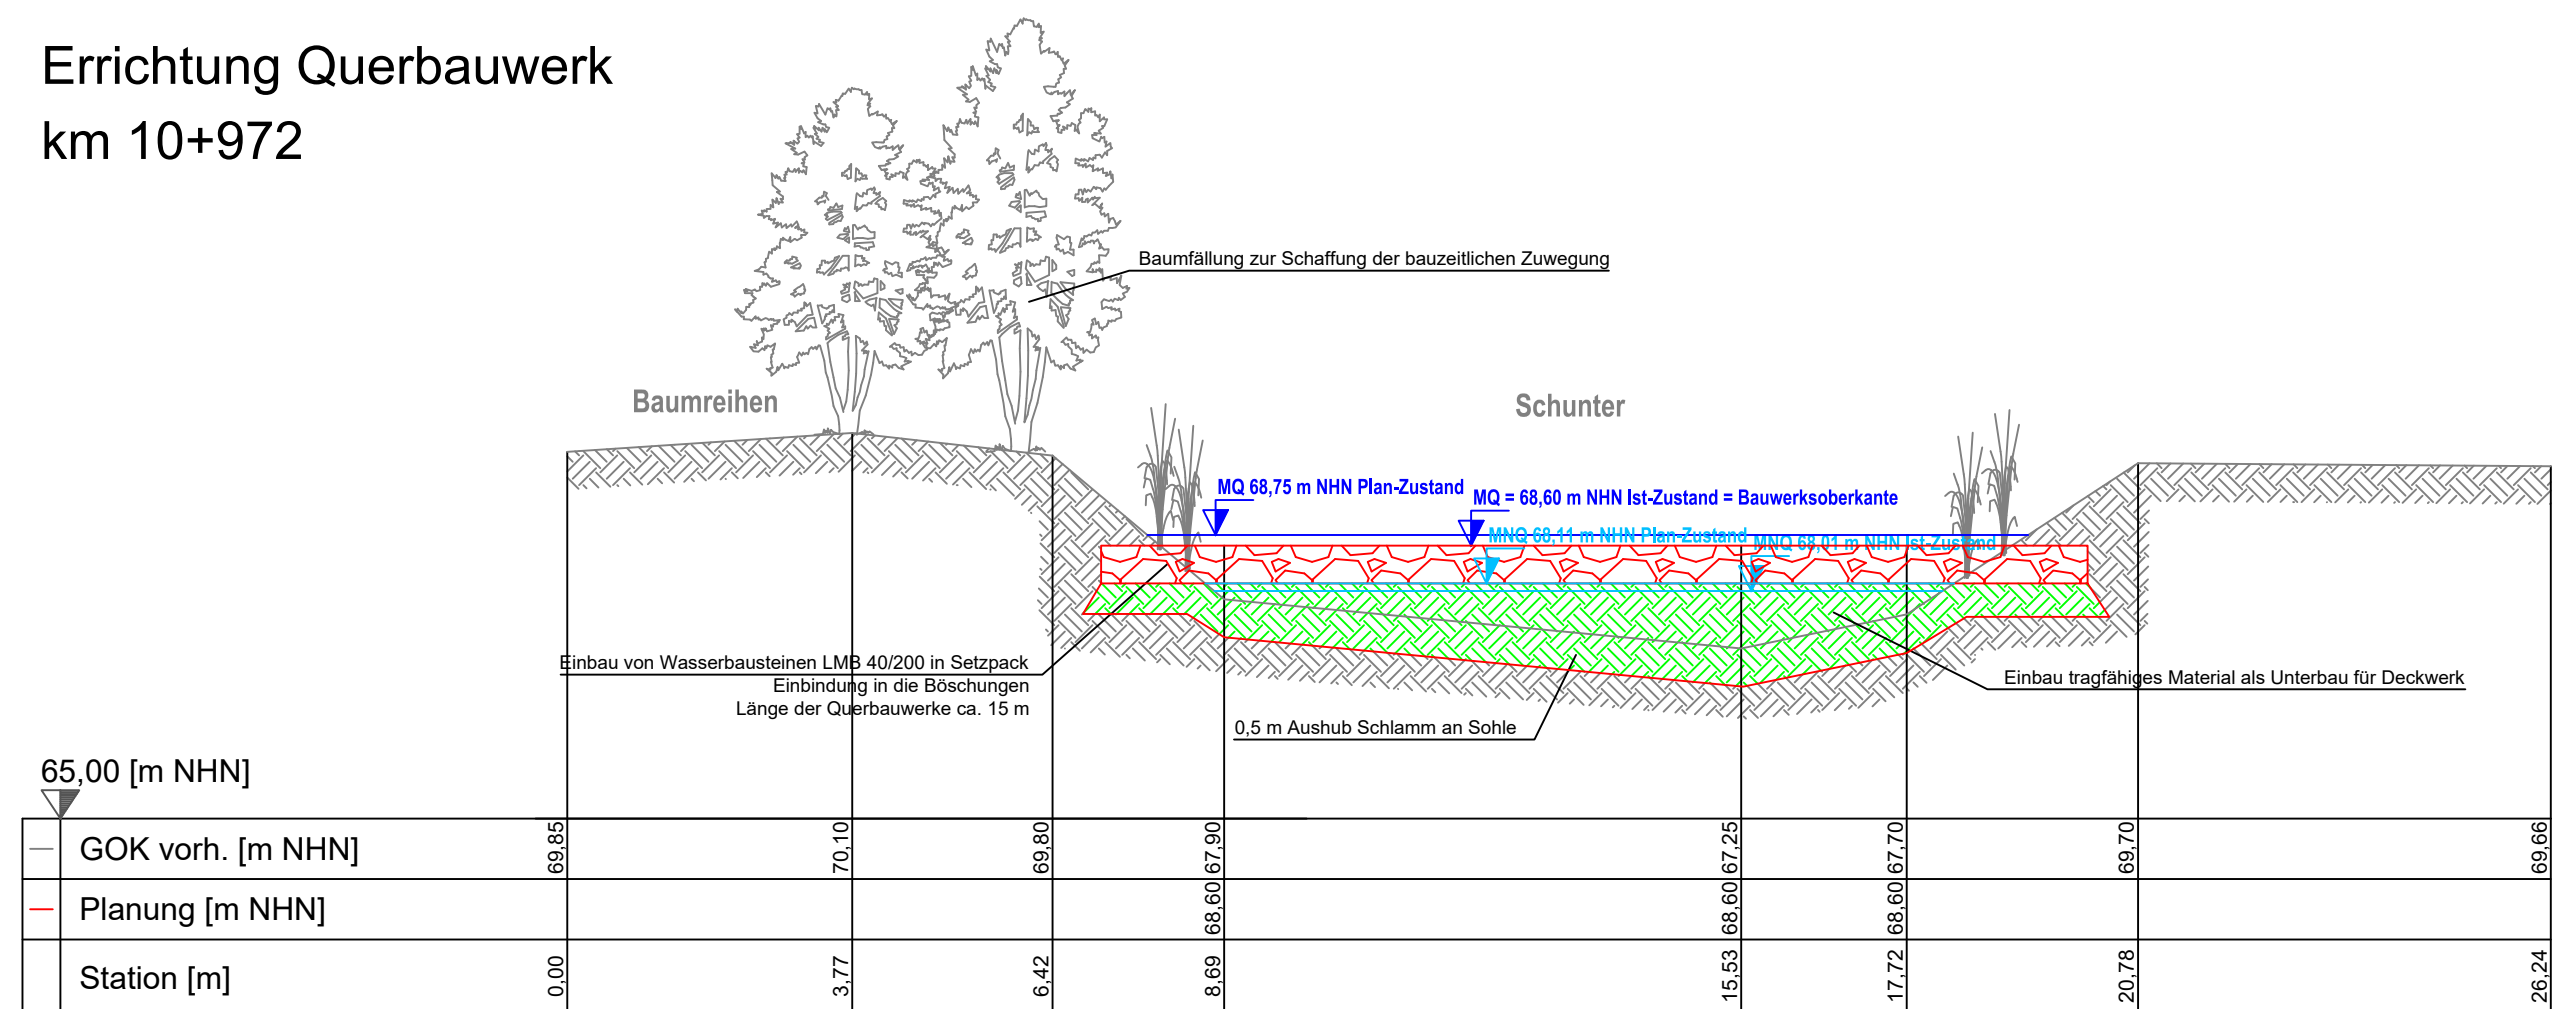 Errichtung Querbauwerk
km 10+972
Baumfällung zur Schaffung der bauzeitlichen Zuwegung
Baumreihen
Schunter
MQ 68,75 m NHN Plan-Zustand
MQ = 68,60 m NHN Ist-Zustand = Bauwerksoberkante
MNQ 68,11 m NHN Plan-Zustand
MNQ 68,01 m NHN Ist-Zustand
Einbau von Wasserbausteinen LMB 40/200 in Setzpack
Einbindung in die Böschungen
Länge der Querbauwerke ca. 15 m
Einbau tragfähiges Material als Unterbau für Deckwerk
0,5 m Aushub Schlamm an Sohle
65,00 [m NHN]
GOK vorh. [m NHN] 69,85 70,10 69,80 67,90 67,25 67,70 69,70 69,66
Planung [m NHN] 68,60 68,60 68,60
Station [m] 0,00 3,77 6,42 8,69 15,53 17,72 20,78 26,24